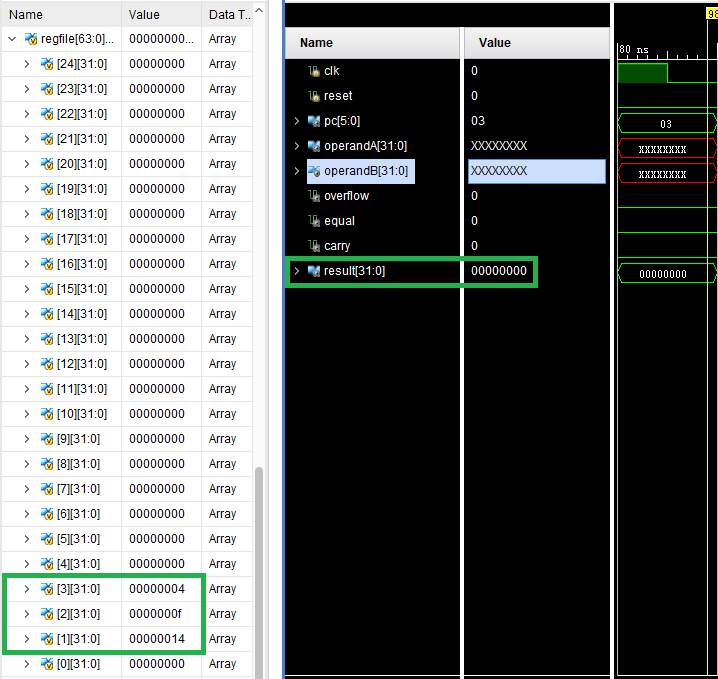 Name Value Data T...
regfile[63:0]... 00000000... Array
[24][31:0] 00000000 Array
[23][31:0] 00000000 Array
[22][31:0] 00000000 Array
[21][31:0] 00000000 Array
[20][31:0] 00000000 Array
[19][31:0] 00000000 Array
[18][31:0] 00000000 Array
[17][31:0] 00000000 Array
[16][31:0] 00000000 Array
[15][31:0] 00000000 Array
[14][31:0] 00000000 Array
[13][31:0] 00000000 Array
[12][31:0] 00000000 Array
[11][31:0] 00000000 Array
[10][31:0] 00000000 Array
[9][31:0] 00000000 Array
[8][31:0] 00000000 Array
[7][31:0] 00000000 Array
[6][31:0] 00000000 Array
[5][31:0] 00000000 Array
[4][31:0] 00000000 Array
[3][31:0] 00000004 Array
[2][31:0] 0000000f Array
[1][31:0] 00000014 Array
[0][31:0] 00000000 Array
Name Value
clk 0
reset 0
pc[5:0] 03
operandA[31:0] XXXXXXXX
operandB[31:0] XXXXXXXX
overflow 0
equal 0
carry 0
result[31:0] 00000000
98
80 ns
03
XXXXXXXX
XXXXXXXX
00000000